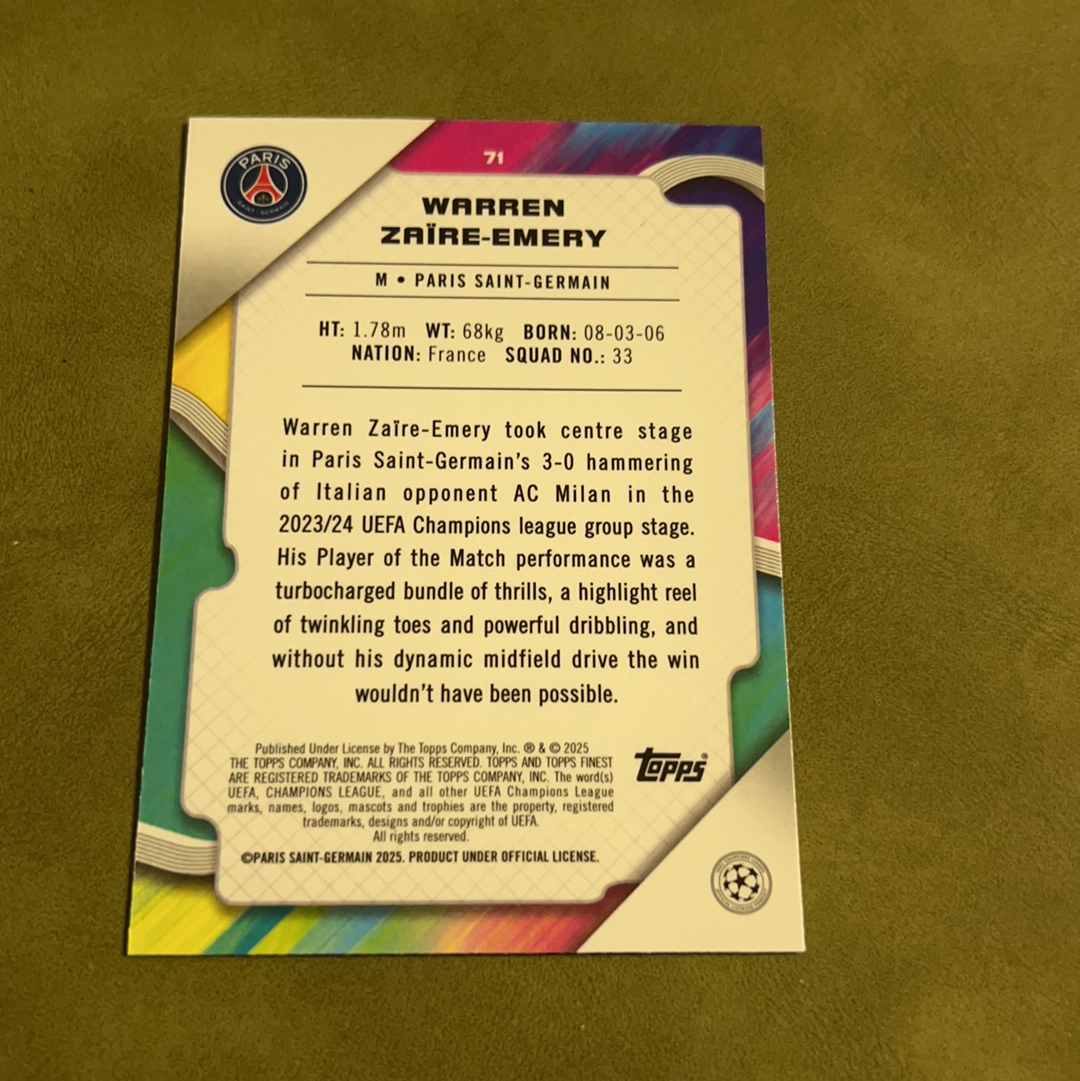 71
PARIS
SAINT-GERMAIN
WARREN
ZAÏRE-EMERY
M • PARIS SAINT-GERMAIN
HT: 1.78m WT: 68kg BORN: 08-03-06
NATION: France SQUAD NO.: 33
Warren Zaïre-Emery took centre stage
in Paris Saint-Germain's 3-0 hammering
of Italian opponent AC Milan in the
2023/24 UEFA Champions league group stage.
His Player of the Match performance was a
turbocharged bundle of thrills, a highlight reel
of twinkling toes and powerful dribbling, and
without his dynamic midfield drive the win
wouldn't have been possible.
Published Under License by The Topps Company, Inc. ® & © 2025
THE TOPPS COMPANY, INC. ALL RIGHTS RESERVED. TOPPS AND TOPPS FINEST
ARE REGISTERED TRADEMARKS OF THE TOPPS COMPANY, INC. The word(s)
UEFA, CHAMPIONS LEAGUE, and all other UEFA Champions League
marks, names, logos, mascots and trophies are the property, registered
trademarks, designs and/or copyright of UEFA.
All rights reserved.
©PARIS SAINT-GERMAIN 2025. PRODUCT UNDER OFFICIAL LICENSE.
Topps®